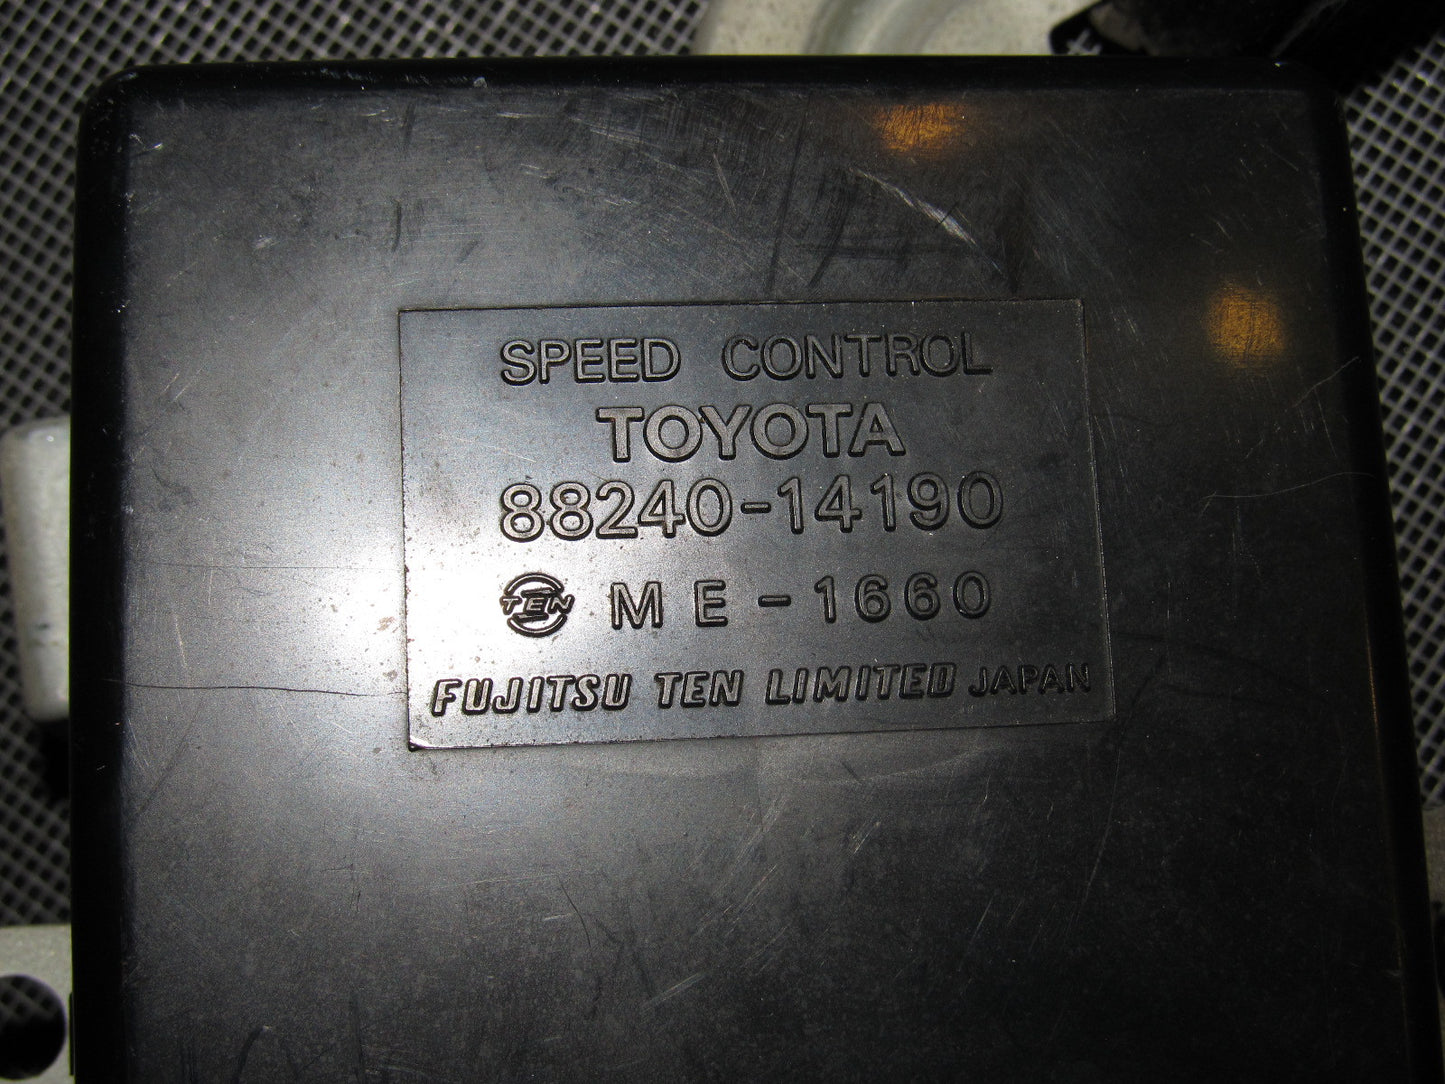 SPEED CONTROL
TOYOTA
88240-14190
TEN ME-1660
FUJITSU TEN LIMITED JAPAN